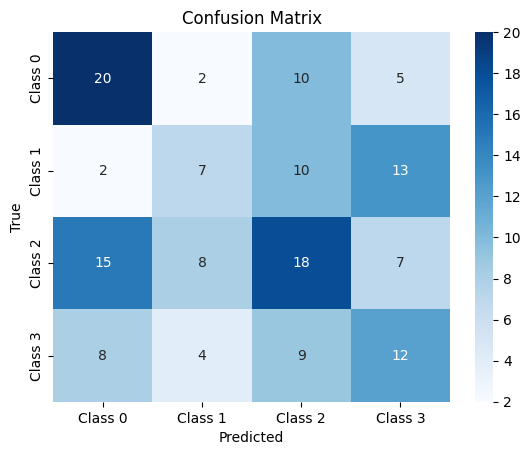 Confusion Matrix
True
Class 0
20 2 10 5
Class 1
2 7 10 13
Class 2
15 8 18 7
Class 3
8 4 9 12
Class 0 Class 1 Class 2 Class 3
Predicted
20
18
16
14
12
10
8
6
4
2